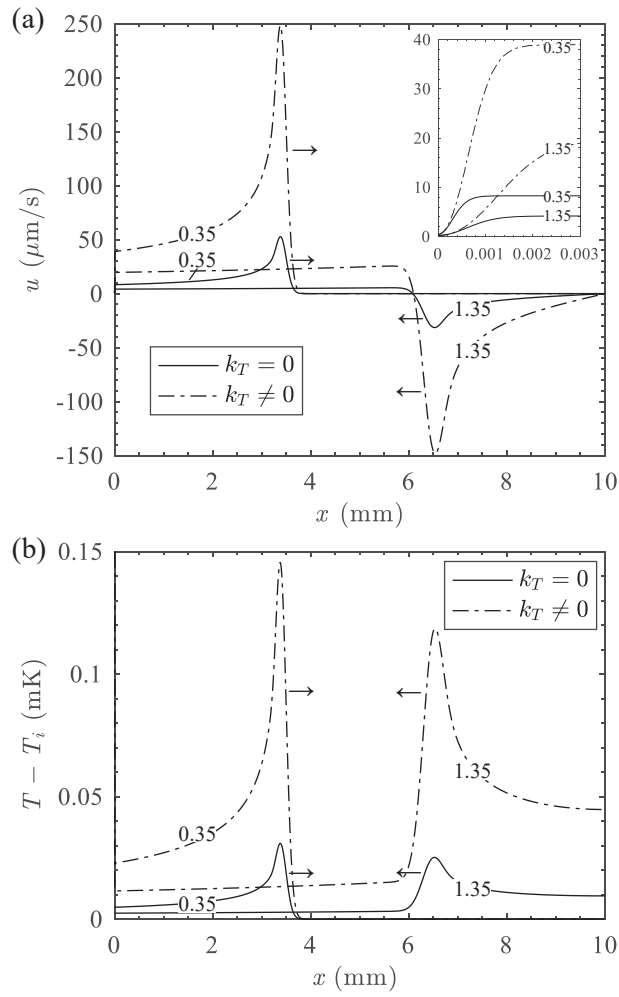 (a)
250
200
150
100
50
0
-50
-100
-150
u (μm/s)
0.35
0.35
1.35
1.35
k_T = 0
k_T ≠ 0
0 2 4 6 8 10
x (mm)
40
30
20
10
0
0 0.001 0.002 0.003
0.35
1.35
0.35
1.35
(b)
0.15
0.1
0.05
0
T − T_i (mK)
k_T = 0
k_T ≠ 0
0.35
1.35
0.35
1.35
0 2 4 6 8 10
x (mm)